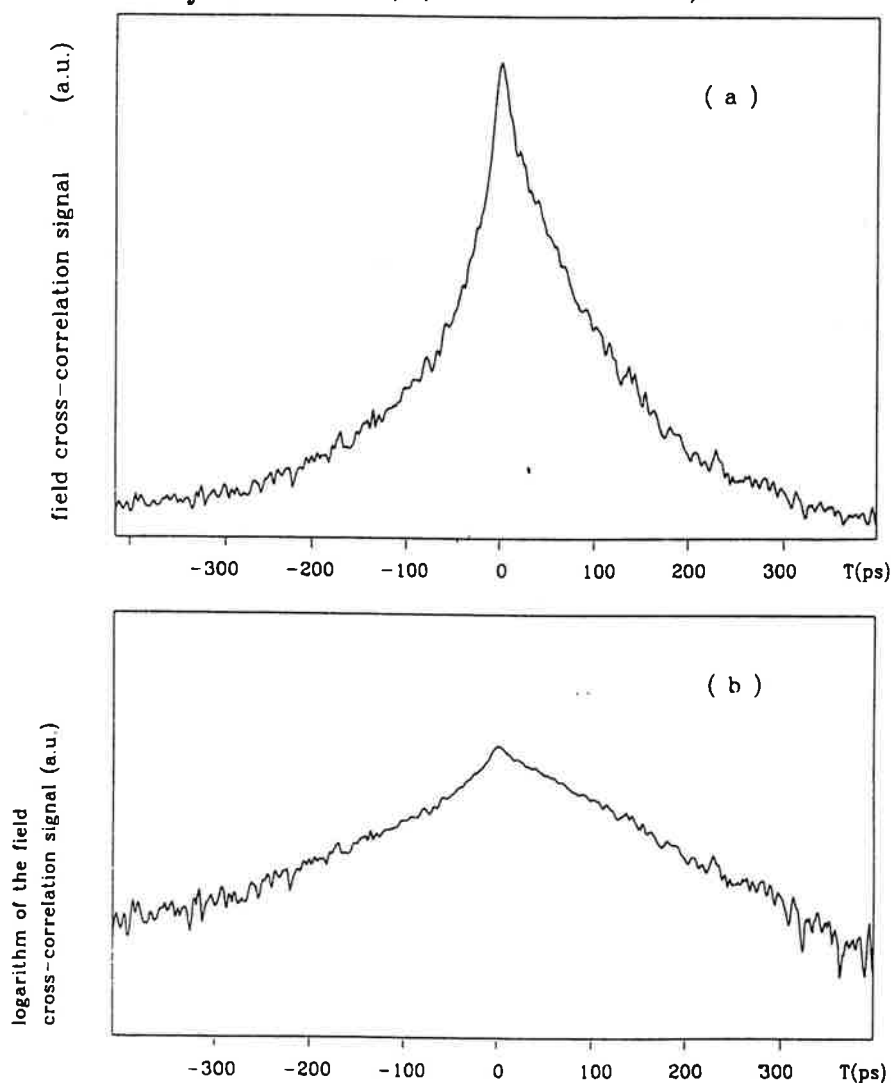 (a.u.)
field cross-correlation signal
( a )
-300 -200 -100 0 100 200 300 T(ps)
logarithm of the field
cross-correlation signal (a.u.)
( b )
-300 -200 -100 0 100 200 300 T(ps)